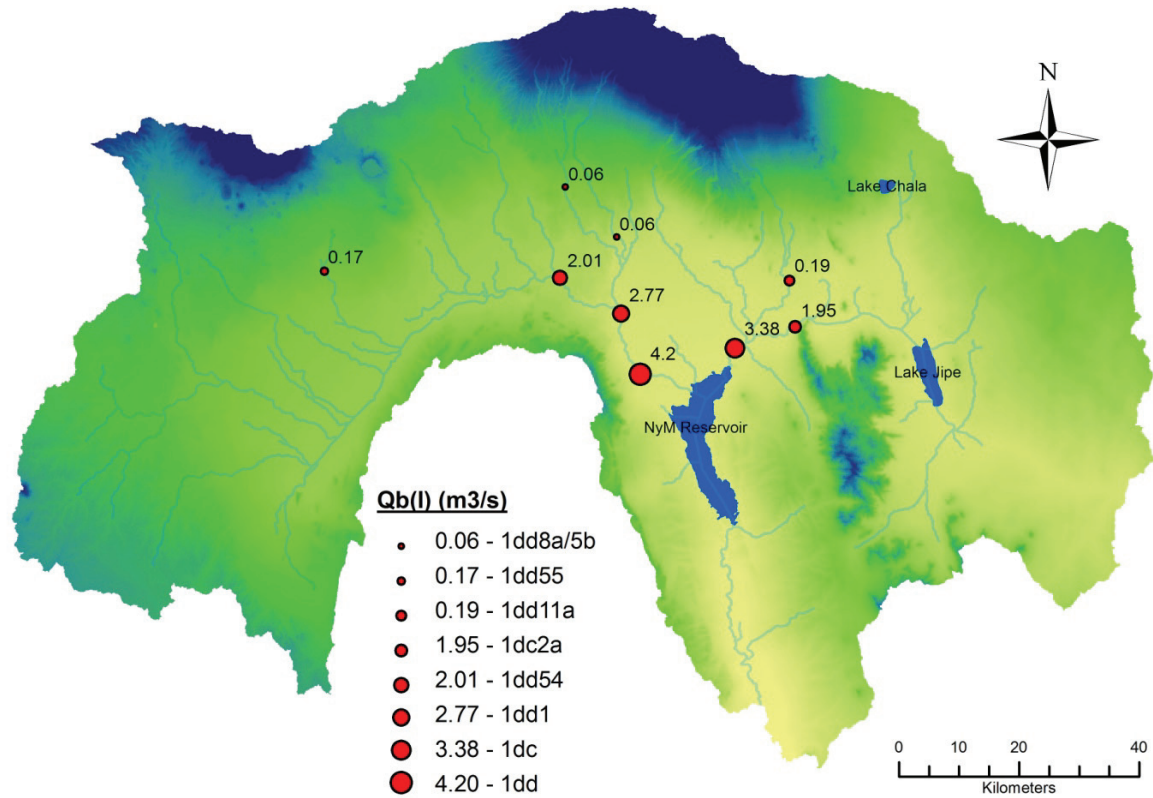 N
Lake Chala
0.06
0.06
0.17
2.01
0.19
2.77
1.95
3.38
4.2
Lake Jipe
NyM Reservoir
Qb(I) (m3/s)
0.06 - 1dd8a/5b
0.17 - 1dd55
0.19 - 1dd11a
1.95 - 1dc2a
2.01 - 1dd54
2.77 - 1dd1
3.38 - 1dc
4.20 - 1dd
0 10 20 40
Kilometers